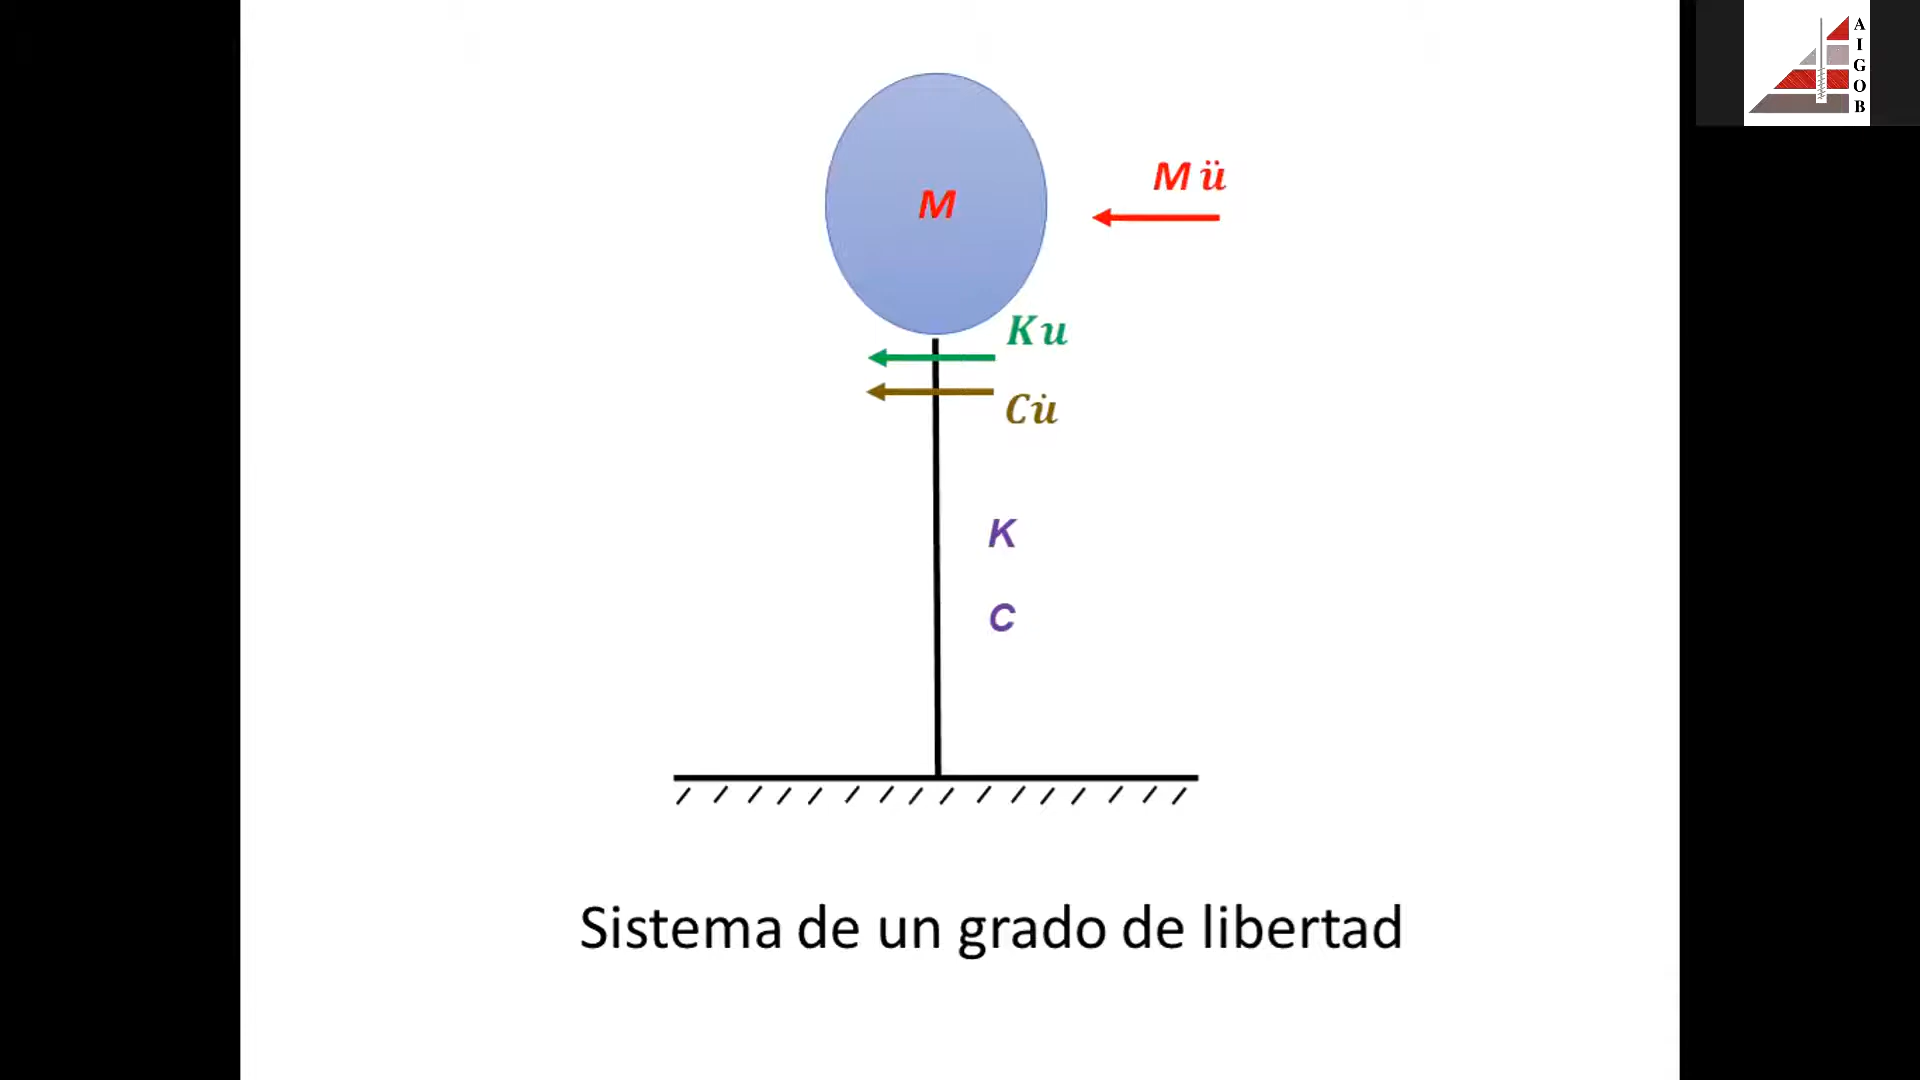 A
I
G
O
B
M ü
M
K u
C u̇
K
C
Sistema de un grado de libertad